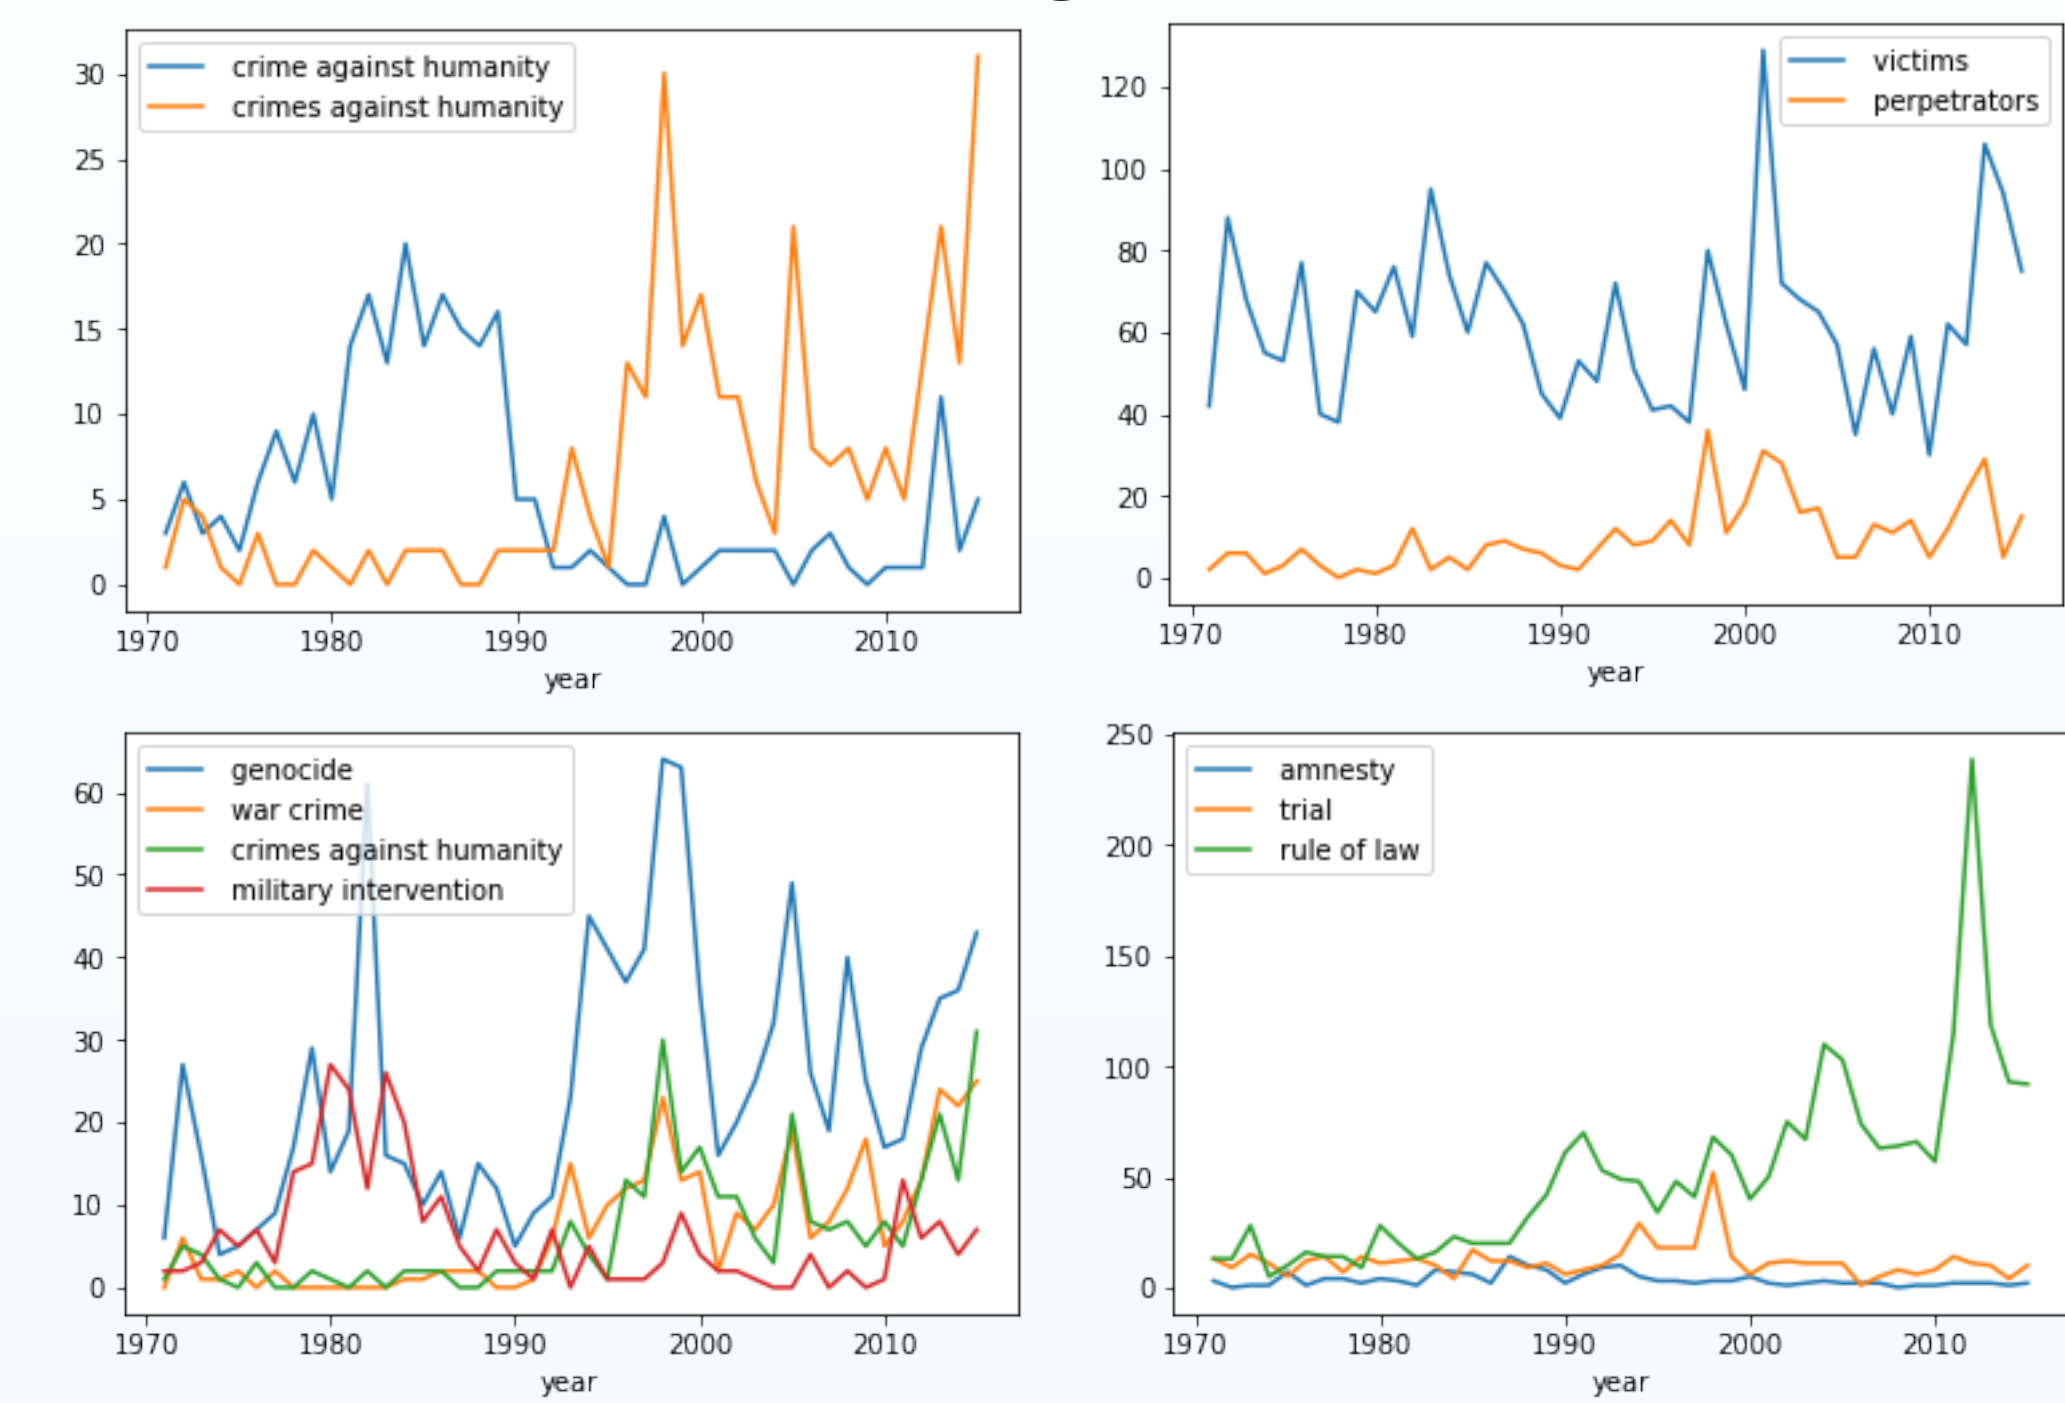 crime against humanity
crimes against humanity
30
25
20
15
10
5
0
1970 1980 1990 2000 2010
year
victims
perpetrators
120
100
80
60
40
20
0
1970 1980 1990 2000 2010
year
genocide
war crime
crimes against humanity
military intervention
60
50
40
30
20
10
0
1970 1980 1990 2000 2010
year
amnesty
trial
rule of law
250
200
150
100
50
0
1970 1980 1990 2000 2010
year